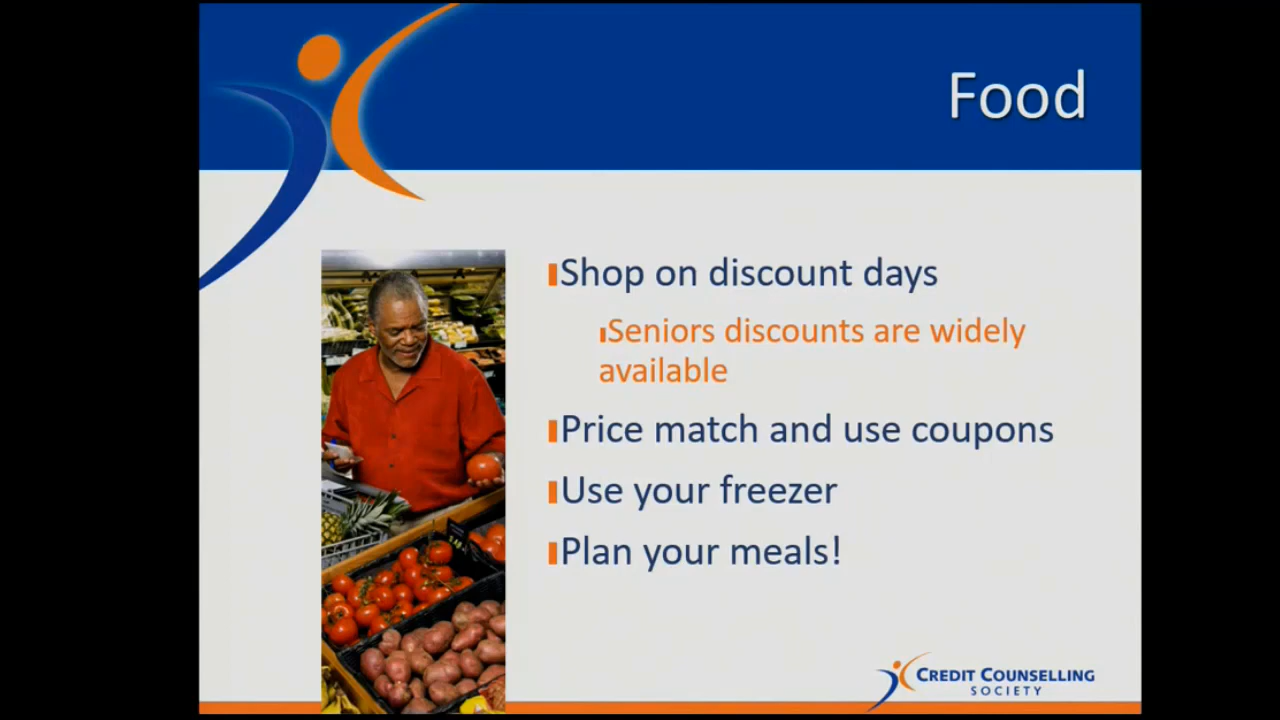 Food
Shop on discount days
Seniors discounts are widely
available
Price match and use coupons
Use your freezer
Plan your meals!
CREDIT COUNSELLING
SOCIETY